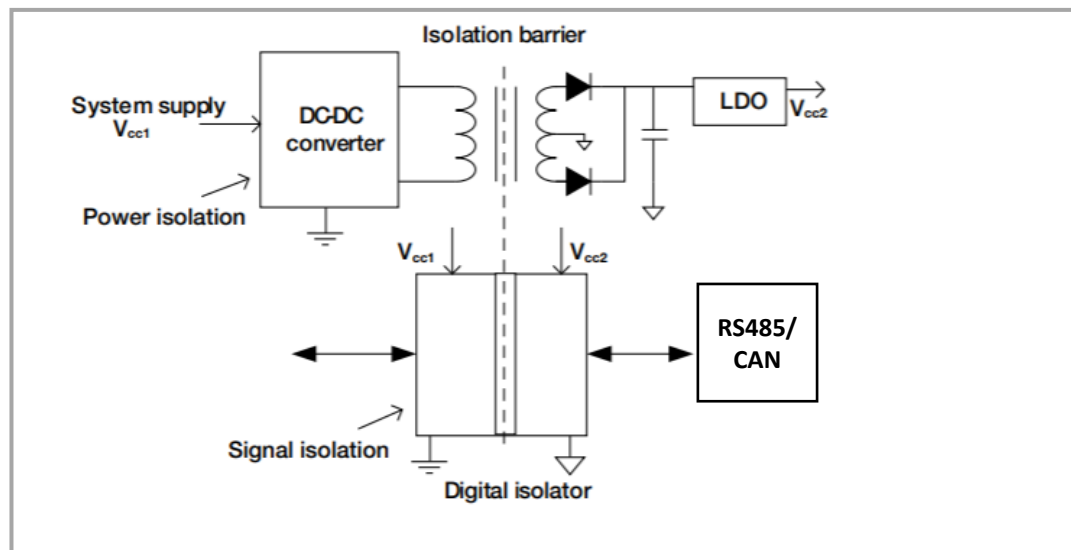 Isolation barrier
System supply
Vcc1
DC-DC
converter
LDO
Vcc2
Power isolation
Vcc1
Vcc2
RS485/
CAN
Signal isolation
Digital isolator